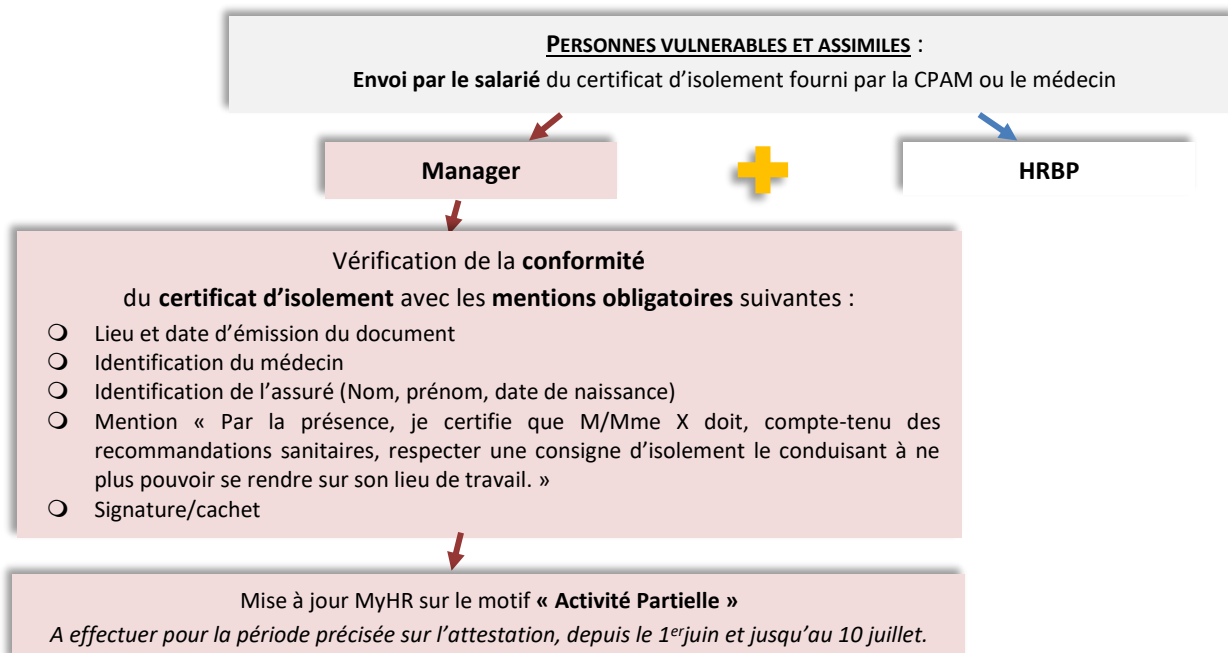 PERSONNES VULNERABLES ET ASSIMILES :
Envoi par le salarié du certificat d’isolement fourni par la CPAM ou le médecin
Manager
HRBP
Vérification de la conformité
du certificat d’isolement avec les mentions obligatoires suivantes :
Lieu et date d’émission du document
Identification du médecin
Identification de l’assuré (Nom, prénom, date de naissance)
Mention « Par la présence, je certifie que M/Mme X doit, compte-tenu des
recommandations sanitaires, respecter une consigne d’isolement le conduisant à ne
plus pouvoir se rendre sur son lieu de travail. »
Signature/cachet
Mise à jour MyHR sur le motif « Activité Partielle »
A effectuer pour la période précisée sur l’attestation, depuis le 1erjuin et jusqu’au 10 juillet.